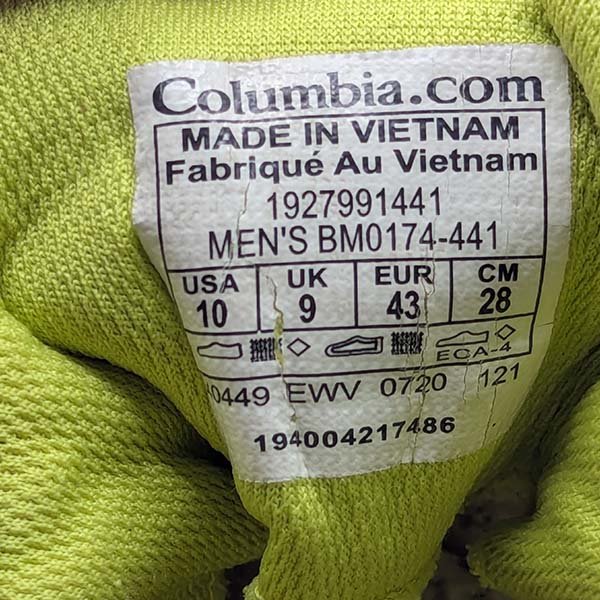 Columbia.com
MADE IN VIETNAM
Fabriqué Au Vietnam
1927991441
MEN'S BM0174-441
USA UK EUR CM
10 9 43 28
ECA-4
0449 EWV 0720 121
194004217486